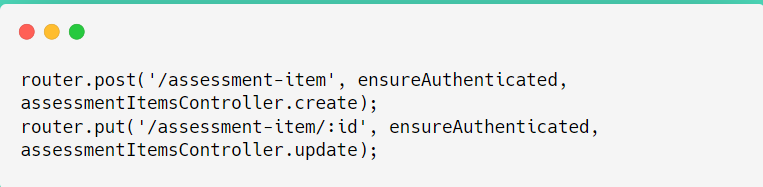 router.post('/assessment-item', ensureAuthenticated,
assessmentItemsController.create);
router.put('/assessment-item/:id', ensureAuthenticated,
assessmentItemsController.update);